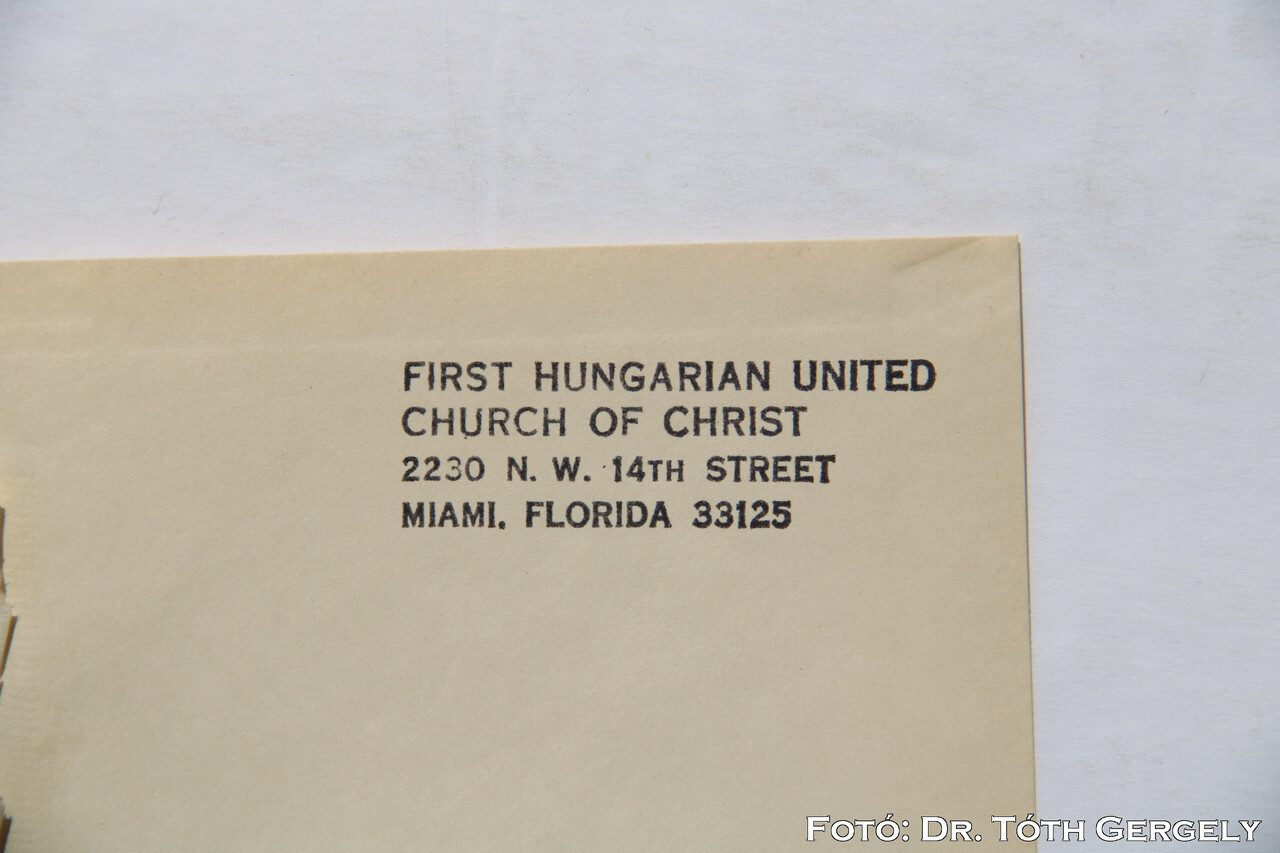 FIRST HUNGARIAN UNITED
CHURCH OF CHRIST
2230 N. W. 14TH STREET
MIAMI, FLORIDA 33125
FOTÓ: DR. TÓTH GERGELY